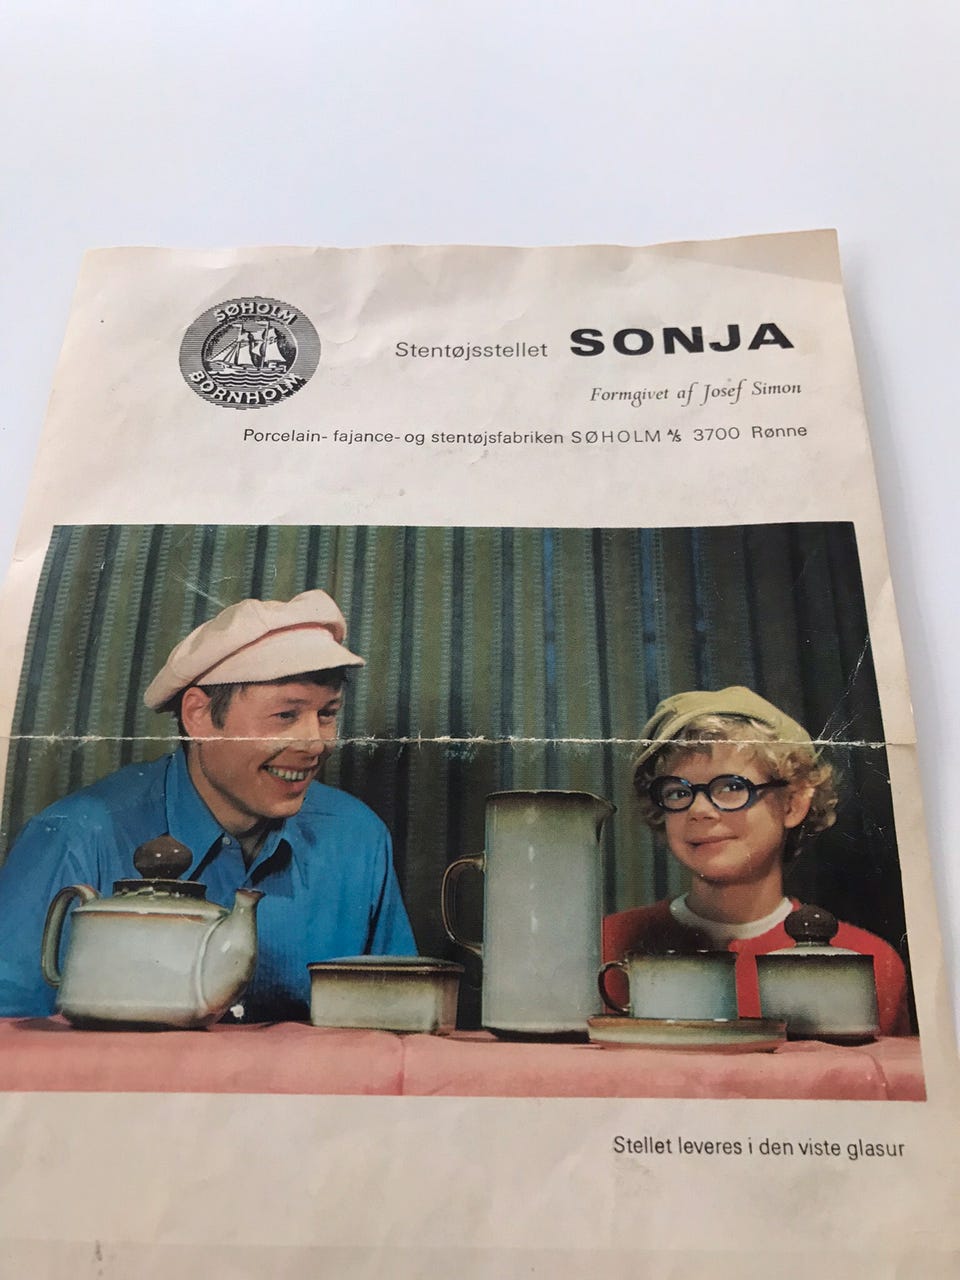 SØHOLM
BORNHOLM
Stentøjsstellet SONJA
Formgivet af Josef Simon
Porcelain- fajance- og stentøjsfabriken SØHOLM A/S 3700 Rønne
Stellet leveres i den viste glasur